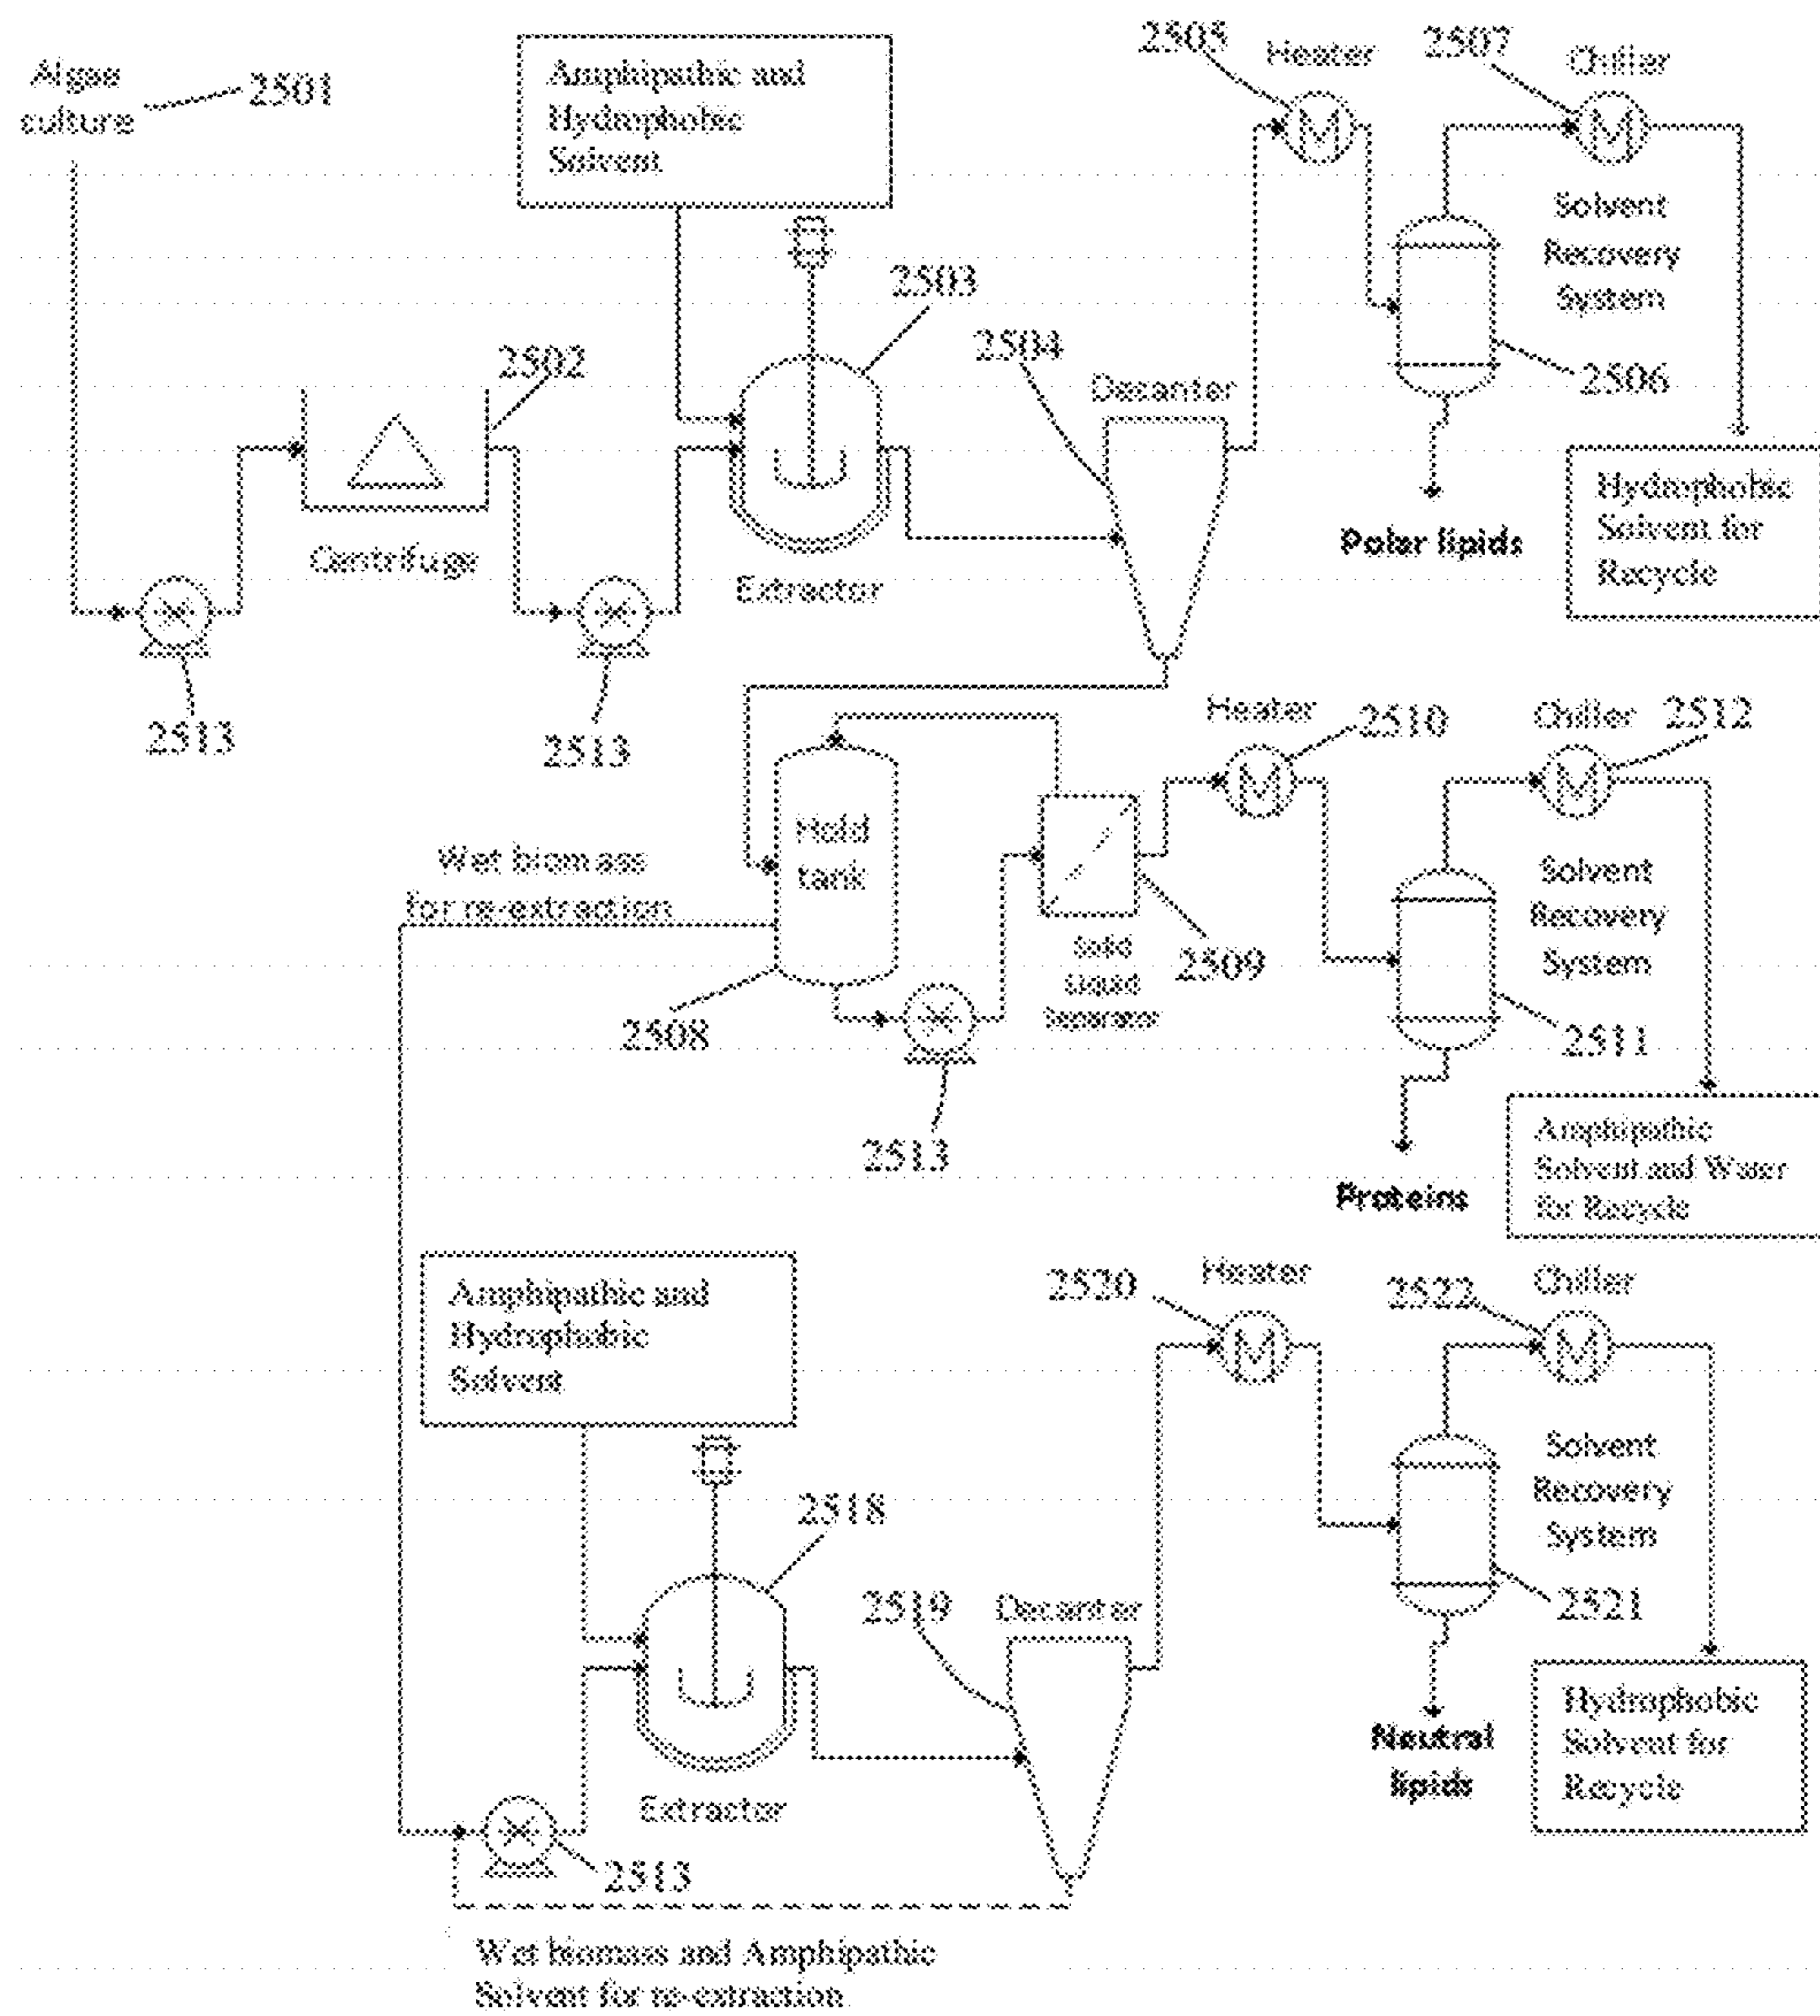 Algae
culture
2501
Amphipathic and
Hydrophobic
Solvent
2505
Heater
2507
Chiller
Solvent
Recovery
System
2503
2504
2502
Decanter
2506
Hydrophobic
Solvent for
Recycle
Polar lipids
Centrifuge
Extractor
2513
2513
Heater
2510
Chiller
2512
Hold
tank
Wet biomass
for re-extraction
Solvent
Recovery
System
Solid
Liquid
Separator
2509
2508
2511
2513
Amphipathic
Solvent and Water
for Recycle
Proteins
Amphipathic and
Hydrophobic
Solvent
2520
Heater
2522
Chiller
Solvent
Recovery
System
2518
2519
Decanter
2521
Hydrophobic
Solvent for
Recycle
Neutral
lipids
Extractor
2513
Wet biomass and Amphipathic
Solvent for re-extraction